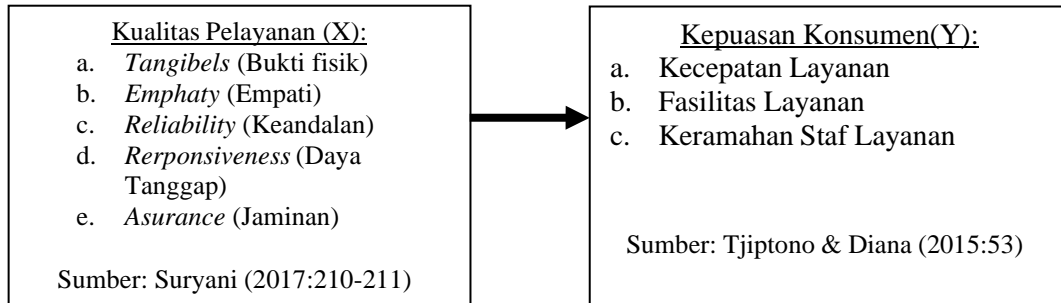 Kualitas Pelayanan (X):
a. Tangibels (Bukti fisik)
b. Emphaty (Empati)
c. Reliability (Keandalan)
d. Rerponsiveness (Daya
Tanggap)
e. Asurance (Jaminan)
Sumber: Suryani (2017:210-211)
Kepuasan Konsumen(Y):
a. Kecepatan Layanan
b. Fasilitas Layanan
c. Keramahan Staf Layanan
Sumber: Tjiptono & Diana (2015:53)